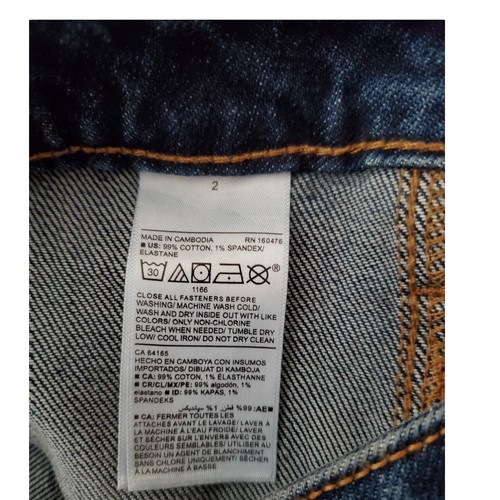 2
MADE IN CAMBODIA RN 160476
■ US: 99% COTTON, 1% SPANDEX/
ELASTANE
30
®
1166
CLOSE ALL FASTENERS BEFORE
WASHING/ MACHINE WASH COLD/
WASH AND DRY INSIDE OUT WITH LIKE
COLORS/ ONLY NON-CHLORINE
BLEACH WHEN NEEDED/ TUMBLE DRY
LOW/ COOL IRON/ DO NOT DRY CLEAN
CA 64165
HECHO EN CAMBOYA CON INSUMOS
IMPORTADOS/ DIBUAT DI KAMBOJA
■ CA: 99% COTON, 1% ÉLASTHANNE
■ CR/CL/MX/PE: 99% algodón, 1%
elastano ■ ID: 99% KAPAS, 1%
SPANDEKS
■ AE: 99% قطن, 1% سبانديكس
■ CA: FERMER TOUTES LES
ATTACHES AVANT LE LAVAGE/ LAVER À
LA MACHINE À L'EAU FROIDE/ LAVER
ET SÉCHER SUR L'ENVERS AVEC DES
COULEURS SEMBLABLES/ UTILISER AU
BESOIN UN AGENT DE BLANCHIMENT
SANS CHLORE UNIQUEMENT/ SÉCHER
À LA MACHINE À BASSE